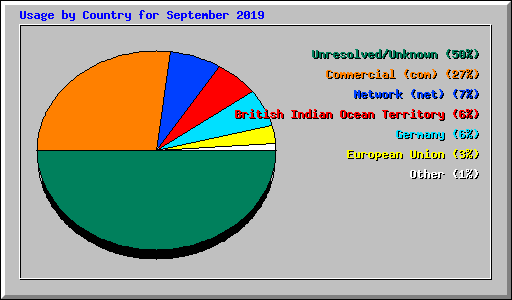 Usage by Country for September 2019
Unresolved/Unknown (50%)
Commercial (com) (27%)
Network (net) (7%)
British Indian Ocean Territory (6%)
Germany (6%)
European Union (3%)
Other (1%)